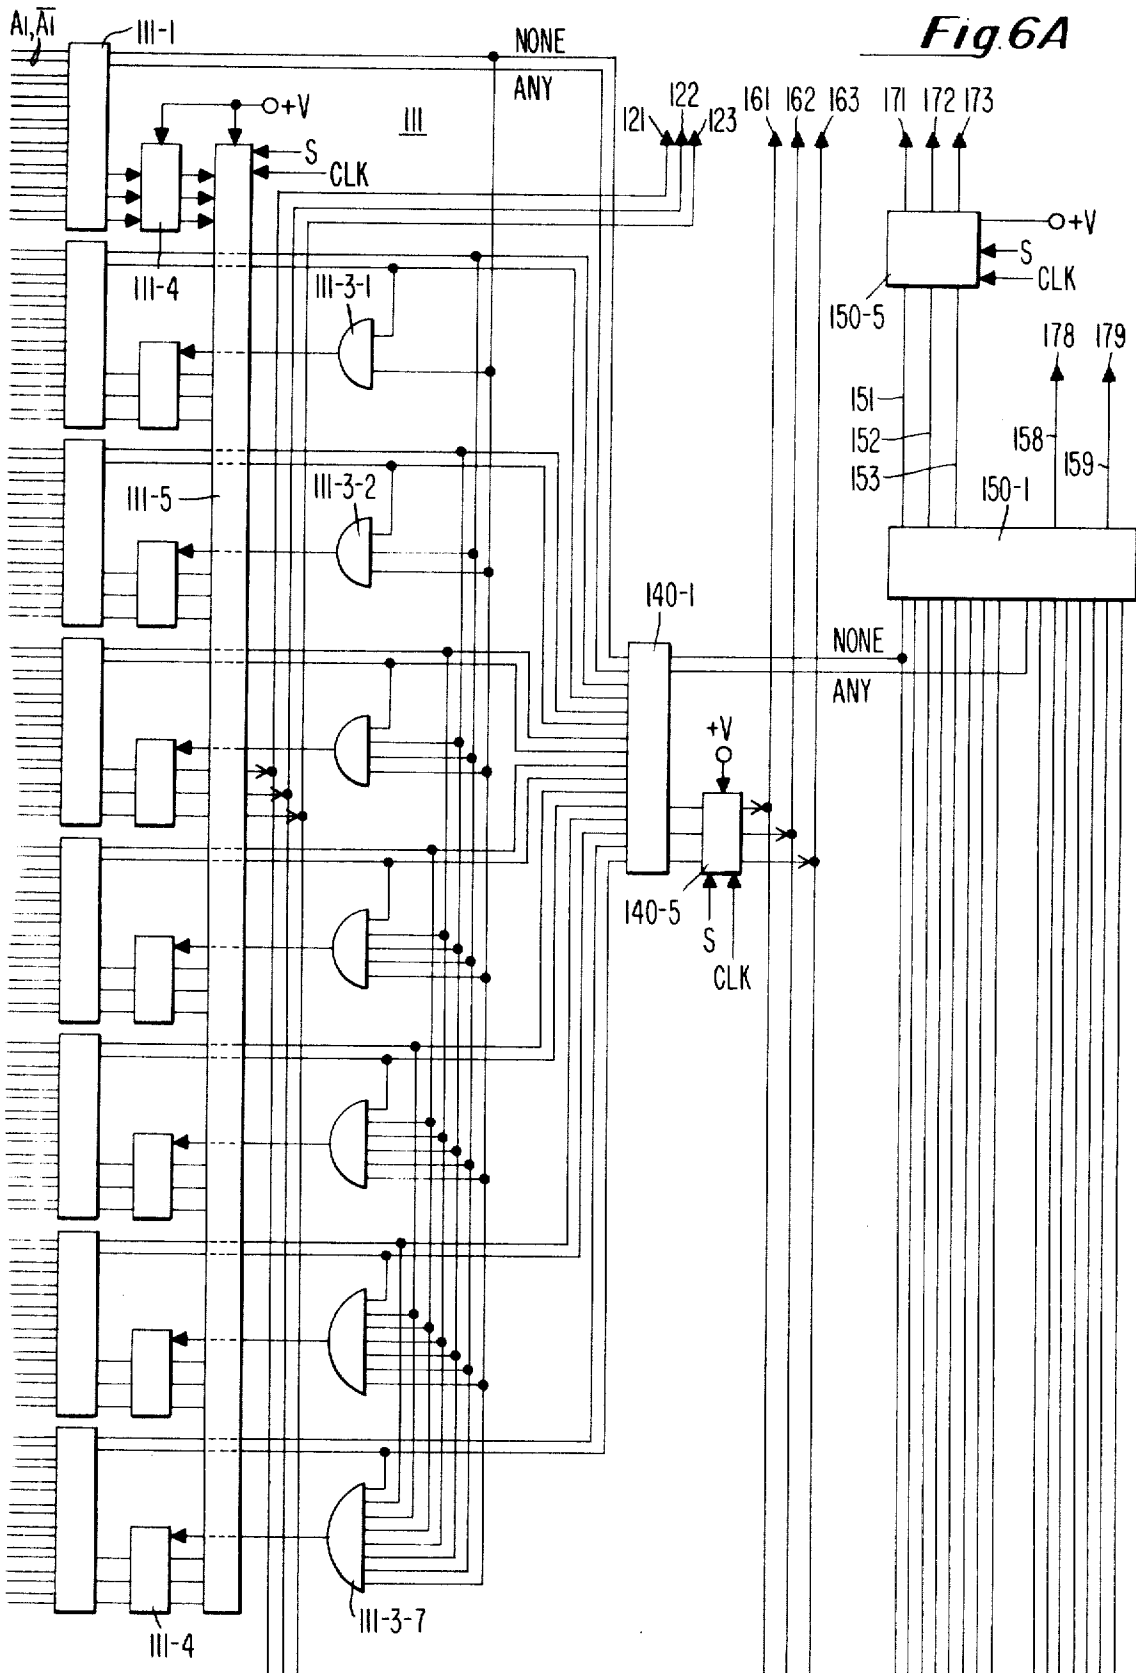 Fig. 6A
A1, A̅1̅
111-1
NONE
ANY
+V
111
S
CLK
121
122
123
161
162
163
171
172
173
+V
S
CLK
150-5
111-4
111-3-1
178
179
151
152
153
158
159
150-1
111-5
111-3-2
140-1
NONE
ANY
+V
140-5
S
CLK
111-3-7
111-4